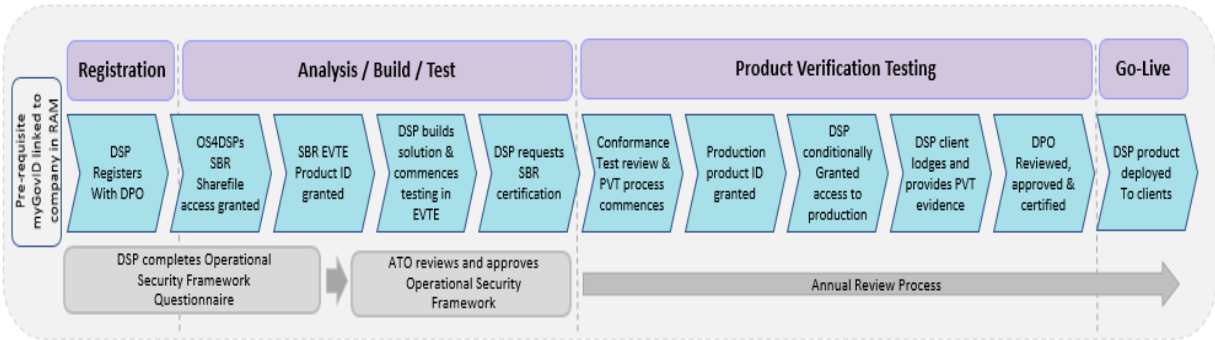 Pre-requisite
myGovID linked to
company in RAM
Registration
Analysis / Build / Test
Product Verification Testing
Go-Live
DSP
Registers
With DPO
OS4DSPs
SBR
Sharefile
access granted
SBR EVTE
Product ID
granted
DSP builds
solution &
commences
testing in
EVTE
DSP requests
SBR
certification
Conformance
Test review &
PVT process
commences
Production
product ID
granted
DSP
conditionally
Granted
access to
production
DSP client
lodges and
provides PVT
evidence
DPO
Reviewed,
approved &
certified
DSP product
deployed
To clients
DSP completes Operational
Security Framework
Questionnaire
ATO reviews and approves
Operational Security
Framework
Annual Review Process